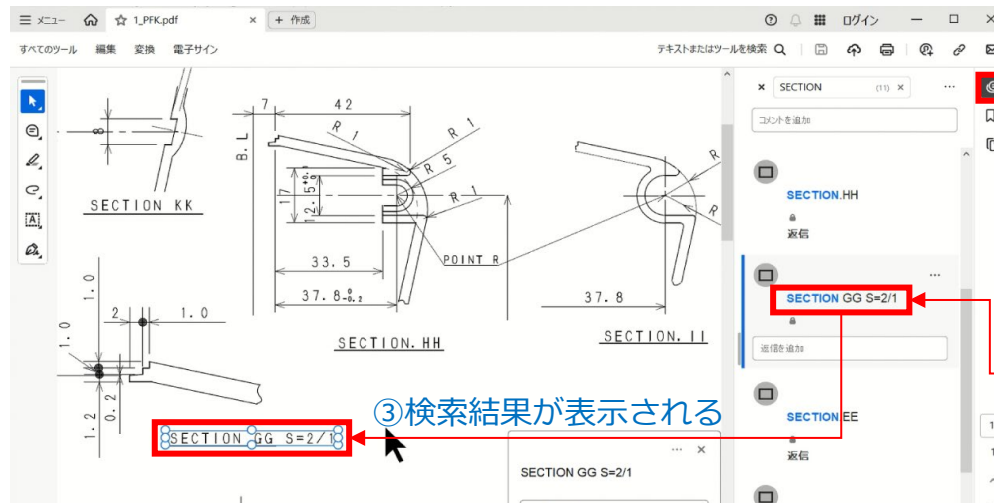 メニュー
1_PFK.pdf
×
+ 作成
ログイン
すべてのツール 編集 変換 電子サイン
テキストまたはツールを検索
8
SECTION KK
7
42
B.L
R 1
R 1
R 5
R 1
17
33.5
POINT R
SECTION.HH
R
R
37.8
SECTION.II
1.0
2
1.0
1.0
1.2
0.2
SECTION GG S=2/1
③検索結果が表示される
SECTION GG S=2/1
SECTION (11) ×
コメントを追加
SECTION.HH
返信
SECTION GG S=2/1
返信を追加
SECTION EE
返信